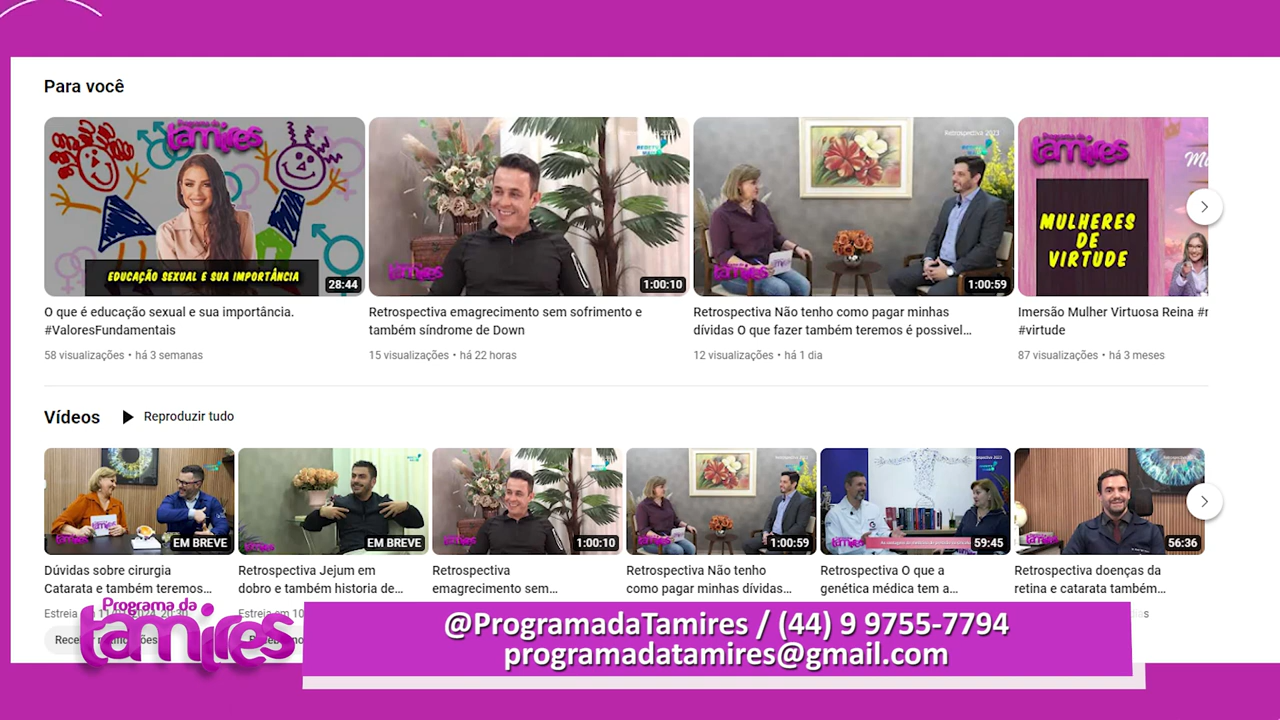 Para você
Programa da
tamires
EDUCAÇÃO SEXUAL E SUA IMPORTÂNCIA
28:44
tamires
1:00:10
Retrospectiva 2023
tamires
1:00:59
Programa da
tamires
MULHERES
DE
VIRTUDE
O que é educação sexual e sua importância.
#ValoresFundamentais
58 visualizações • há 3 semanas
Retrospectiva emagrecimento sem sofrimento e
também síndrome de Down
15 visualizações • há 22 horas
Retrospectiva Não tenho como pagar minhas
dívidas O que fazer também teremos é possivel...
12 visualizações • há 1 dia
Imersão Mulher Virtuosa Reina
#virtude
87 visualizações • há 3 meses
Vídeos
Reproduzir tudo
tamires
EM BREVE
EM BREVE
1:00:10
1:00:59
59:45
56:36
Dúvidas sobre cirurgia
Catarata e também teremos...
Retrospectiva Jejum em
dobro e também historia de...
Retrospectiva
emagrecimento sem...
Retrospectiva Não tenho
como pagar minhas dívidas...
Retrospectiva O que a
genética médica tem a...
Retrospectiva doenças da
retina e catarata também...
Programa da
tamires
@ProgramadaTamires / (44) 9 9755-7794
programadatamires@gmail.com